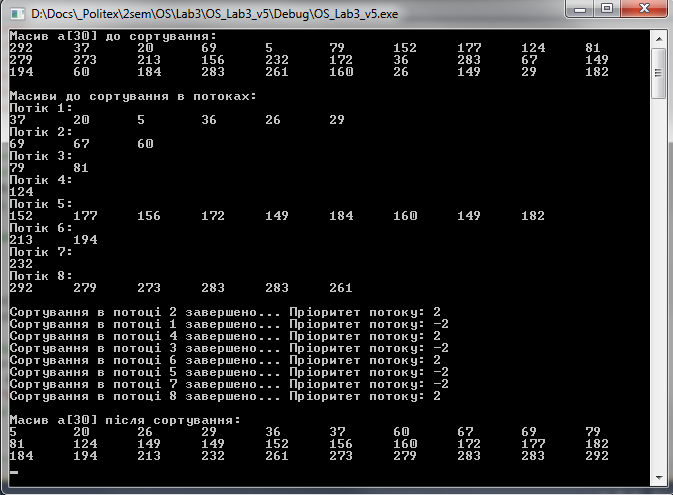 D:\Docs\_Politex\2sem\OS\Lab3\OS_Lab3_v5\Debug\OS_Lab3_v5.exe
Масив a[30] до сортування:
292 37 20 69 5 79 152 177 124 81
279 273 213 156 232 172 36 283 67 149
194 60 184 283 261 160 26 149 29 182
Масиви до сортування в потоках:
Потік 1:
37 20 5 36 26 29
Потік 2:
69 67 60
Потік 3:
79 81
Потік 4:
124
Потік 5:
152 177 156 172 149 184 160 149 182
Потік 6:
213 194
Потік 7:
232
Потік 8:
292 279 273 283 283 261
Сортування в потоці 2 завершено... Пріоритет потоку: 2
Сортування в потоці 1 завершено... Пріоритет потоку: -2
Сортування в потоці 4 завершено... Пріоритет потоку: 2
Сортування в потоці 3 завершено... Пріоритет потоку: -2
Сортування в потоці 6 завершено... Пріоритет потоку: 2
Сортування в потоці 5 завершено... Пріоритет потоку: -2
Сортування в потоці 7 завершено... Пріоритет потоку: -2
Сортування в потоці 8 завершено... Пріоритет потоку: 2
Масив a[30] після сортування:
5 20 26 29 36 37 60 67 69 79
81 124 149 149 152 156 160 172 177 182
184 194 213 232 261 273 279 283 283 292